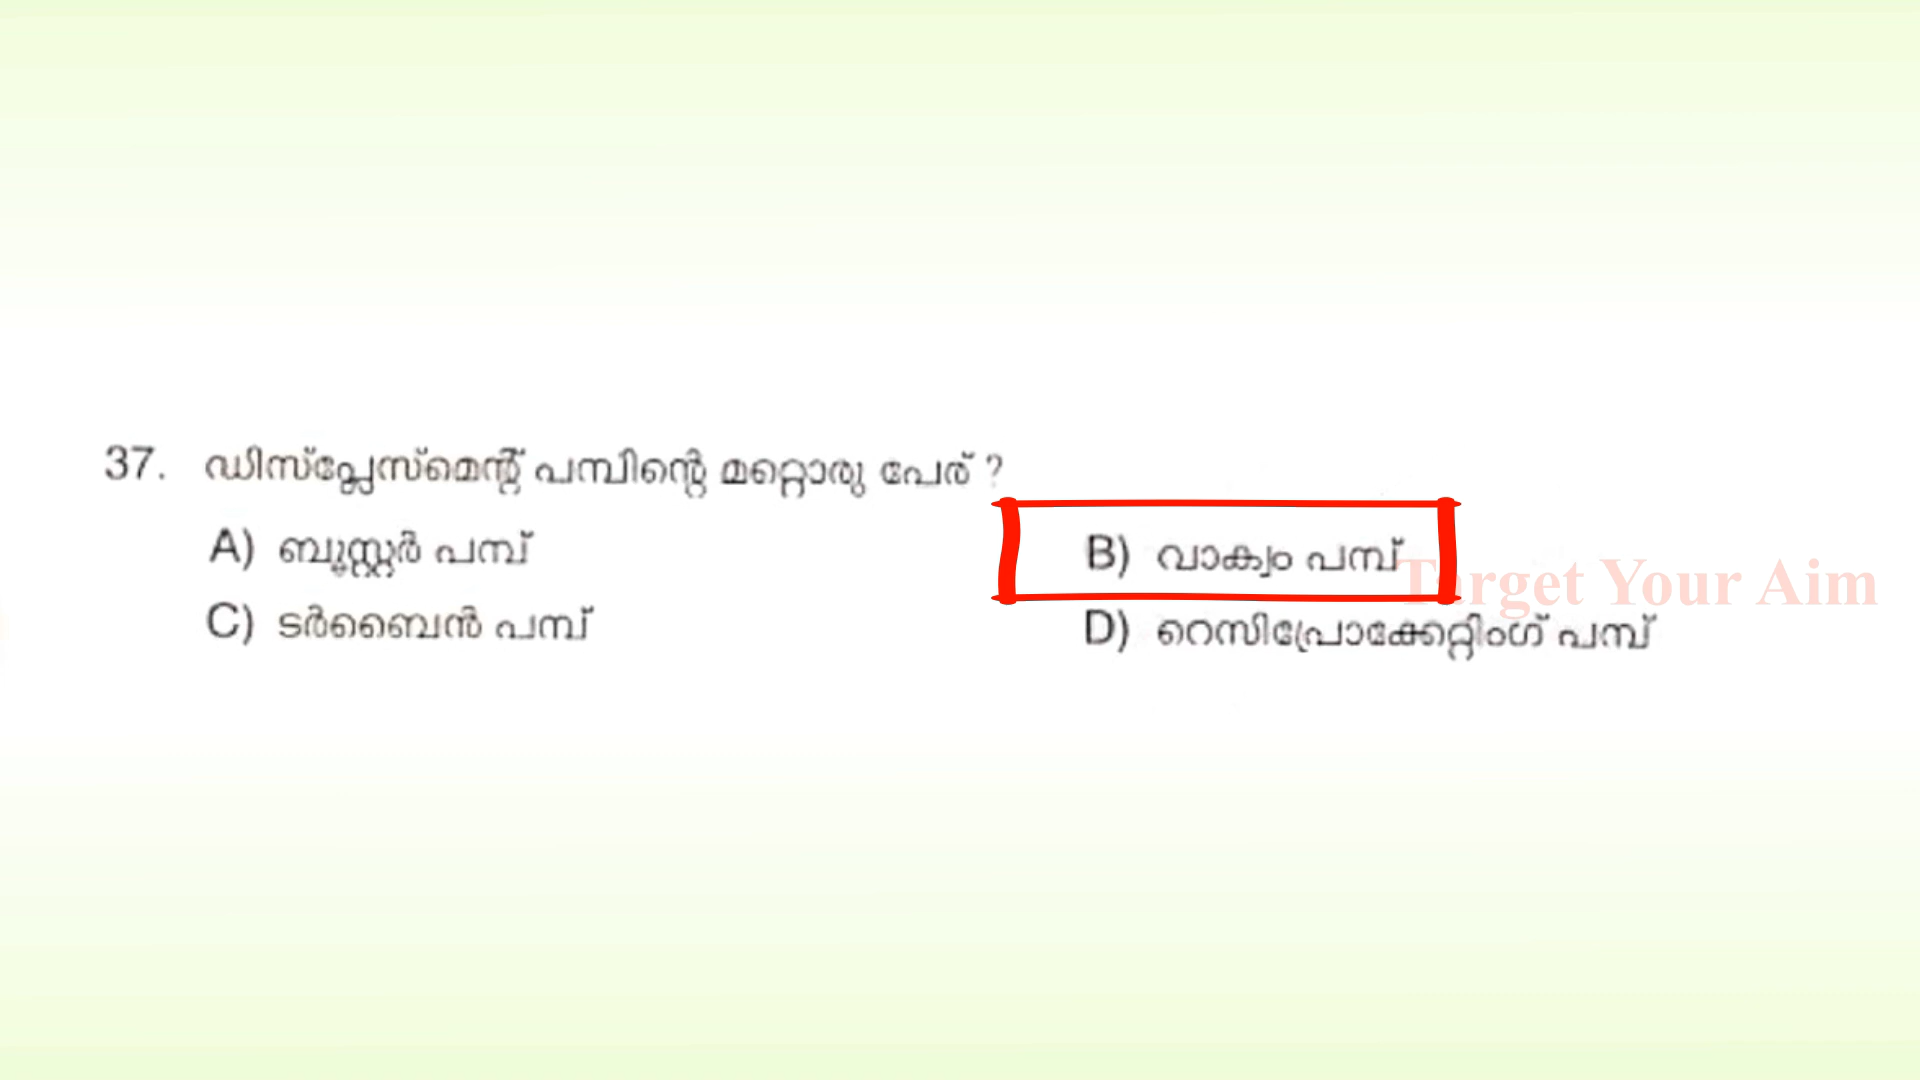 37. ഡിസ്പ്ലേസ്മെന്റ് പമ്പിന്റെ മറ്റൊരു പേര് ?
A) ബൂസ്റ്റർ പമ്പ് B) വാക്വം പമ്പ്
Target Your Aim
C) ടർബൈൻ പമ്പ് D) റെസിപ്രോക്കേറ്റിംഗ് പമ്പ്